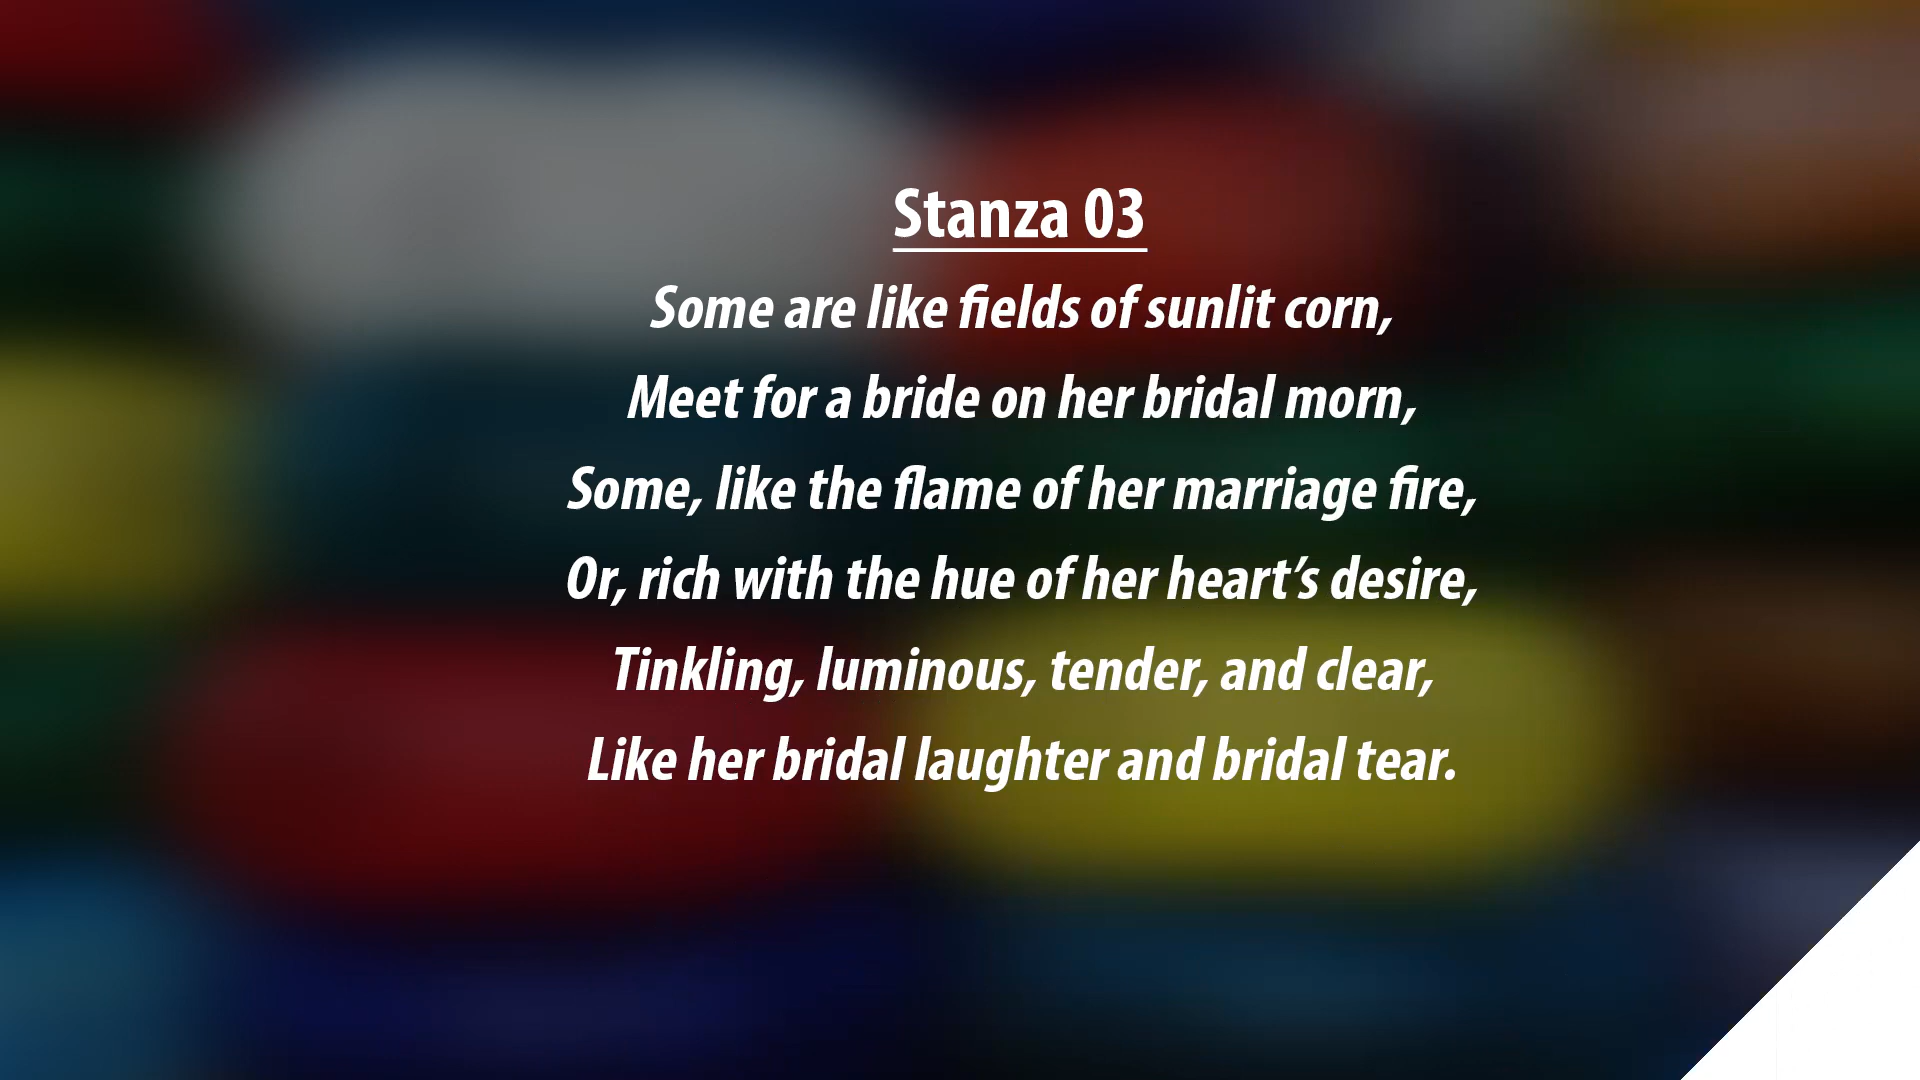 Stanza 03
Some are like fields of sunlit corn,
Meet for a bride on her bridal morn,
Some, like the flame of her marriage fire,
Or, rich with the hue of her heart’s desire,
Tinkling, luminous, tender, and clear,
Like her bridal laughter and bridal tear.